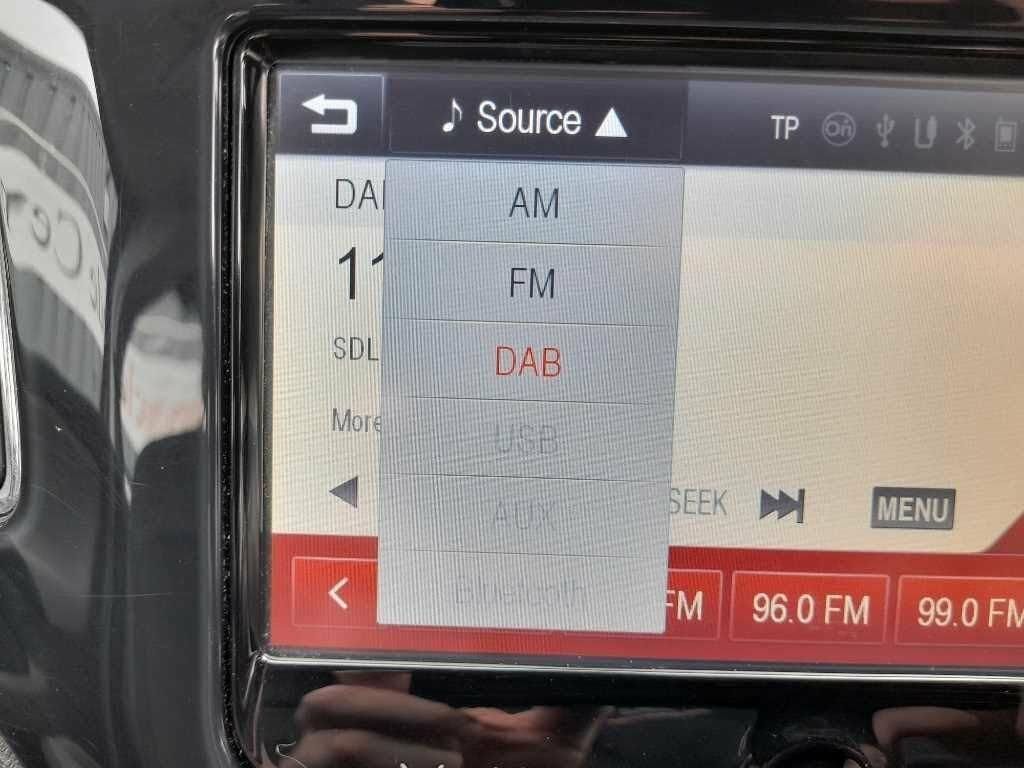 Source TP On
DA
AM
11
FM
SDL
DAB
More
USB
SEEK MENU
AUX
Bluetooth
FM 96.0 FM 99.0 FM